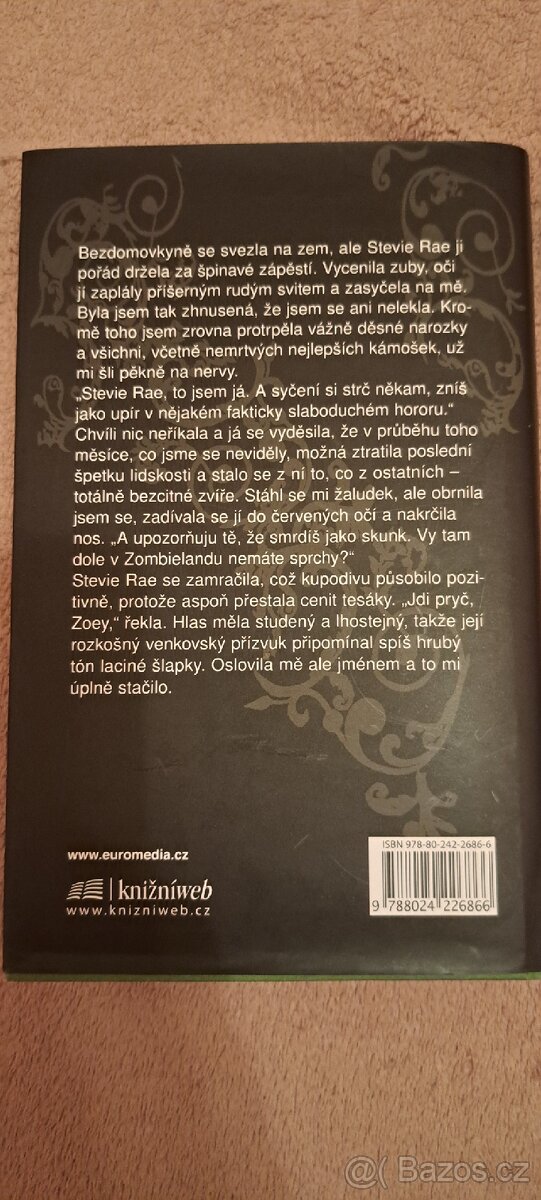 Bezdomovkyně se svezla na zem, ale Stevie Rae ji
pořád držela za špinavé zápěstí. Vycenila zuby, oči
jí zaplály příšerným rudým svitem a zasyčela na mě.
Byla jsem tak zhnusená, že jsem se ani nelekla. Kro-
mě toho jsem zrovna protrpěla vážně děsné narozky
a všichni, včetně nemrtvých nejlepších kámošek, už
mi šli pěkně na nervy.
„Stevie Rae, to jsem já. A syčení si strč někam, zníš
jako upír v nějakém fakticky slaboduchém hororu.“
Chvíli nic neříkala a já se vyděsila, že v průběhu toho
měsíce, co jsme se neviděly, možná ztratila poslední
špetku lidskosti a stalo se z ní to, co z ostatních –
totálně bezcitné zvíře. Stáhl se mi žaludek, ale obrnila
jsem se, zadívala se jí do červených očí a nakrčila
nos. „A upozorňuju tě, že smrdíš jako skunk. Vy tam
dole v Zombielandu nemáte sprchy?“
Stevie Rae se zamračila, což kupodivu působilo pozi-
tivně, protože aspoň přestala cenit tesáky. „Jdi pryč,
Zoey,“ řekla. Hlas měla studený a lhostejný, takže její
rozkošný venkovský přízvuk připomínal spíš hrubý
tón laciné šlapky. Oslovila mě ale jménem a to mi
úplně stačilo.
ISBN 978-80-242-2686-6
9 788024 226866
www.euromedia.cz
knižníweb
www.knizniweb.cz
Bazos.cz